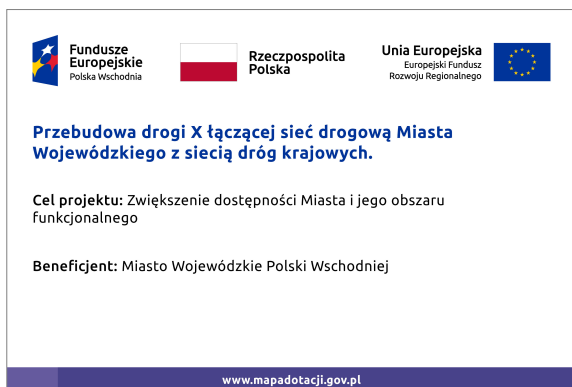 Fundusze
Europejskie
Polska Wschodnia
Rzeczpospolita
Polska
Unia Europejska
Europejski Fundusz
Rozwoju Regionalnego
Przebudowa drogi X łączącej sieć drogową Miasta
Wojewódzkiego z siecią dróg krajowych.
Cel projektu: Zwiększenie dostępności Miasta i jego obszaru
funkcjonalnego
Beneficjent: Miasto Wojewódzkie Polski Wschodniej
www.mapadotacji.gov.pl